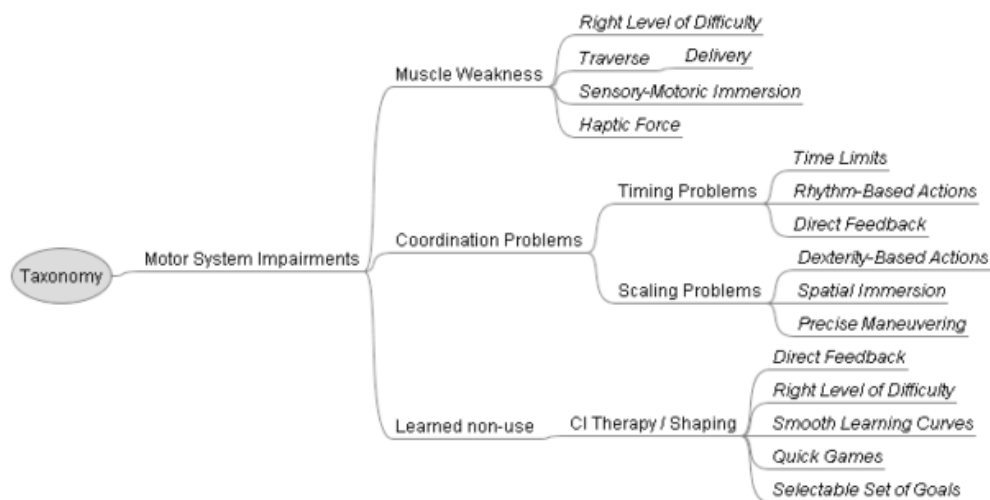 Taxonomy
Motor System Impairments
Muscle Weakness
Right Level of Difficulty
Traverse
Delivery
Sensory-Motoric Immersion
Haptic Force
Coordination Problems
Timing Problems
Time Limits
Rhythm-Based Actions
Direct Feedback
Scaling Problems
Dexterity-Based Actions
Spatial Immersion
Precise Maneuvering
Learned non-use
CI Therapy / Shaping
Direct Feedback
Right Level of Difficulty
Smooth Learning Curves
Quick Games
Selectable Set of Goals